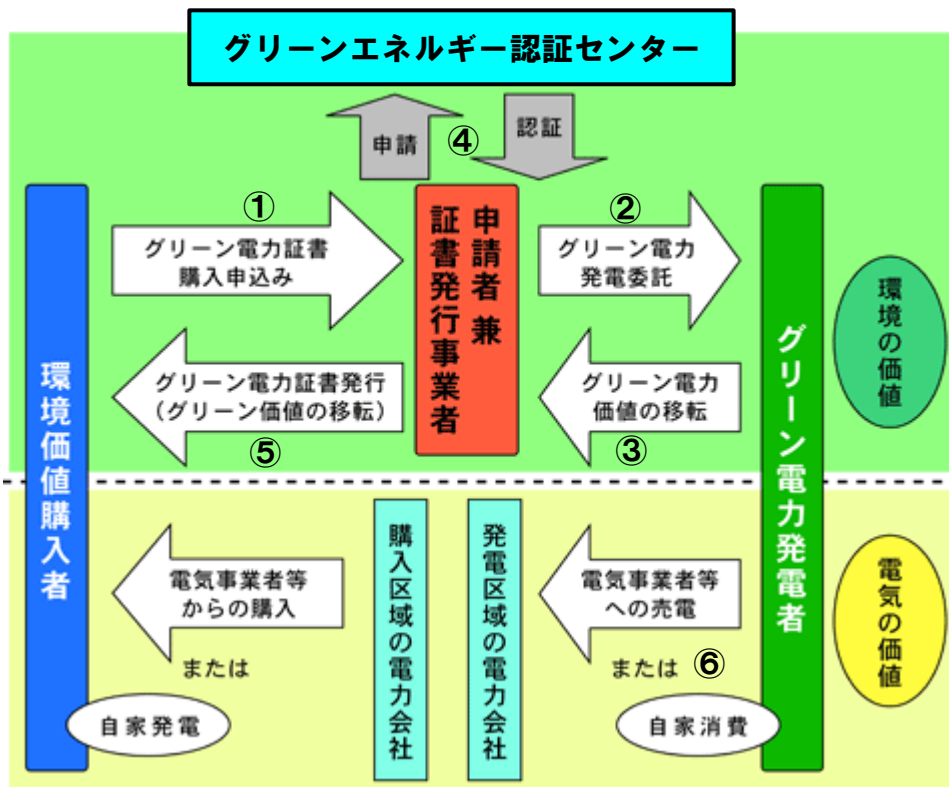 グリーンエネルギー認証センター
申請
④
認証
①
グリーン電力証書
購入申込み
申請者 兼
証書発行事業者
②
グリーン電力
発電委託
グリーン電力証書発行
(グリーン価値の移転)
⑤
グリーン電力
価値の移転
③
環境の価値
環境価値購入者
グリーン電力発電者
電気事業者等
からの購入
または
自家発電
購入区域の電力会社
発電区域の電力会社
電気事業者等
への売電
または
⑥
自家消費
電気の価値